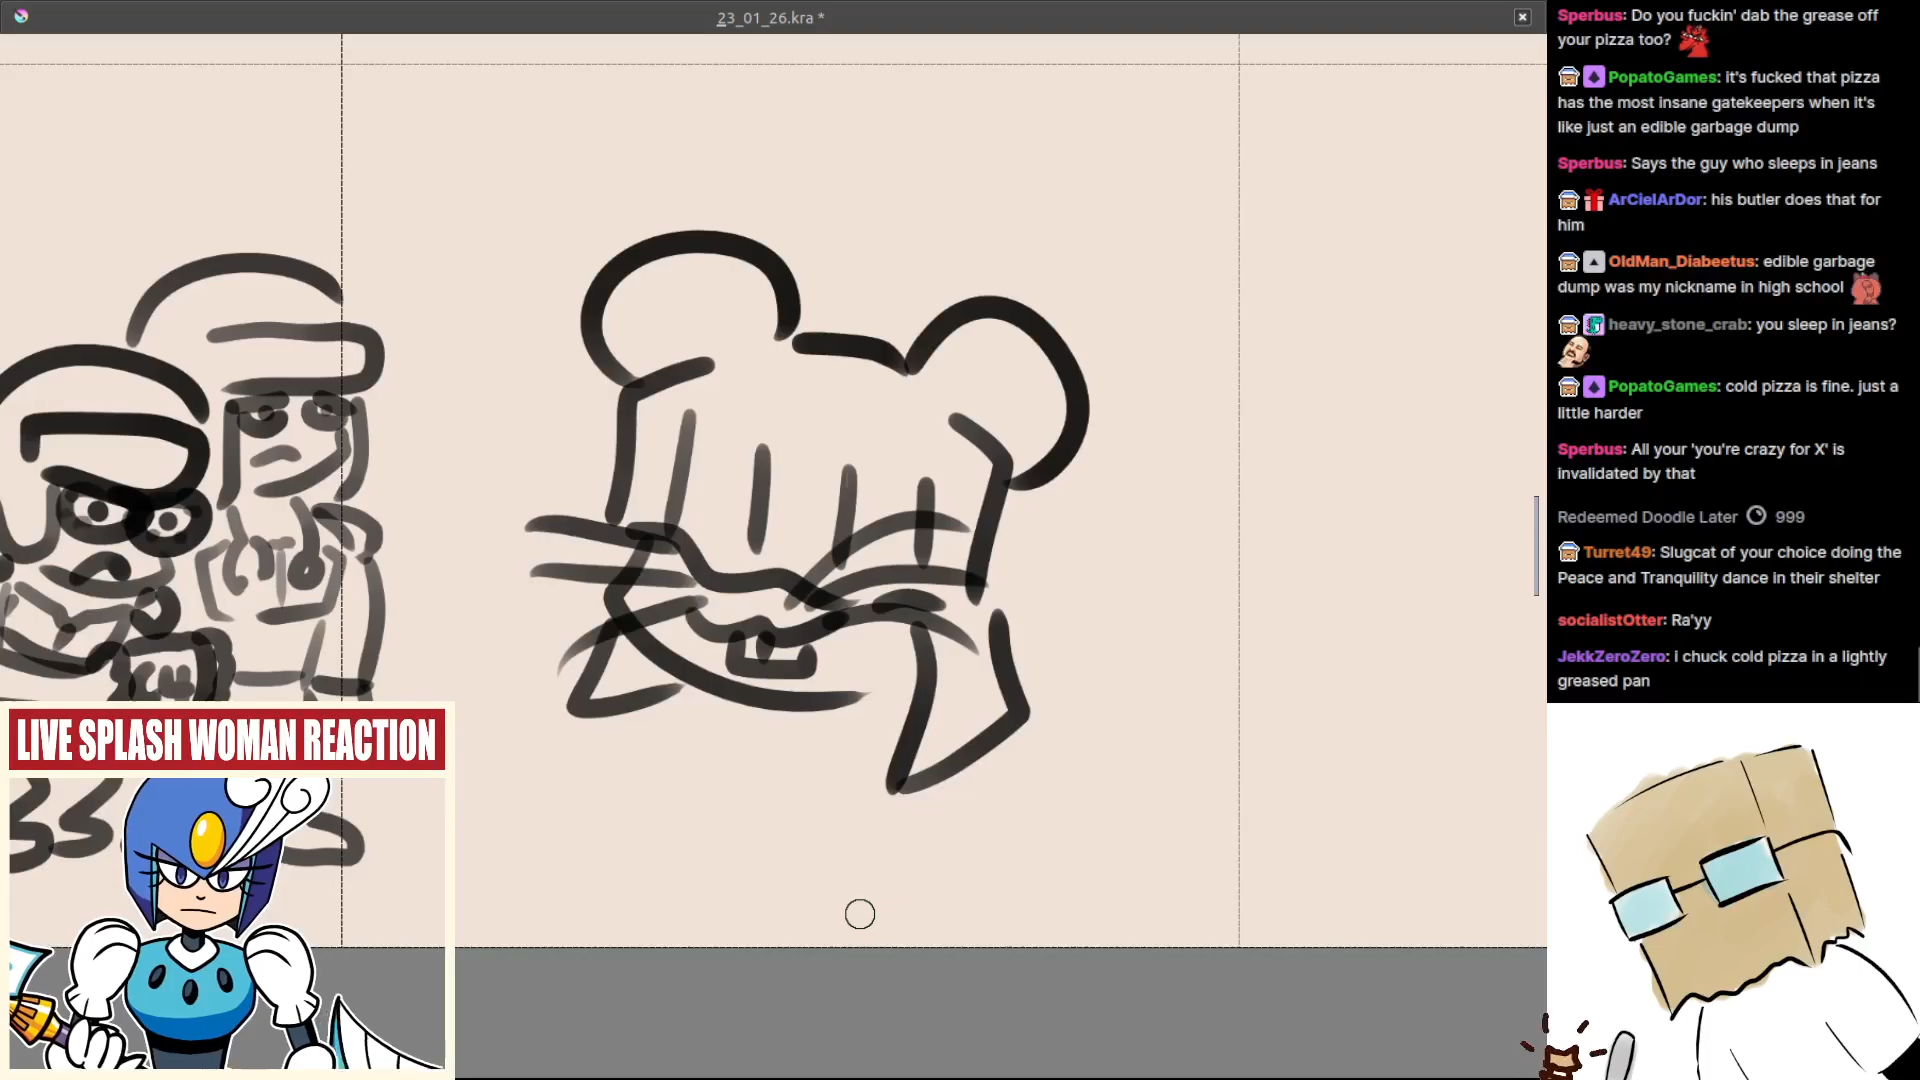 23_01_26.kra *
Sperbus: Do you fuckin' dab the grease off
your pizza too?
PopatoGames: it's fucked that pizza
has the most insane gatekeepers when it's
like just an edible garbage dump
Sperbus: Says the guy who sleeps in jeans
ArCielArDor: his butler does that for
him
OldMan_Diabeetus: edible garbage
dump was my nickname in high school
heavy_stone_crab: you sleep in jeans?
PopatoGames: cold pizza is fine. just a
little harder
Sperbus: All your 'you're crazy for X' is
invalidated by that
Redeemed Doodle Later 999
Turret49: Slugcat of your choice doing the
Peace and Tranquility dance in their shelter
socialistOtter: Ra'yy
JekkZeroZero: i chuck cold pizza in a lightly
greased pan
LIVE SPLASH WOMAN REACTION